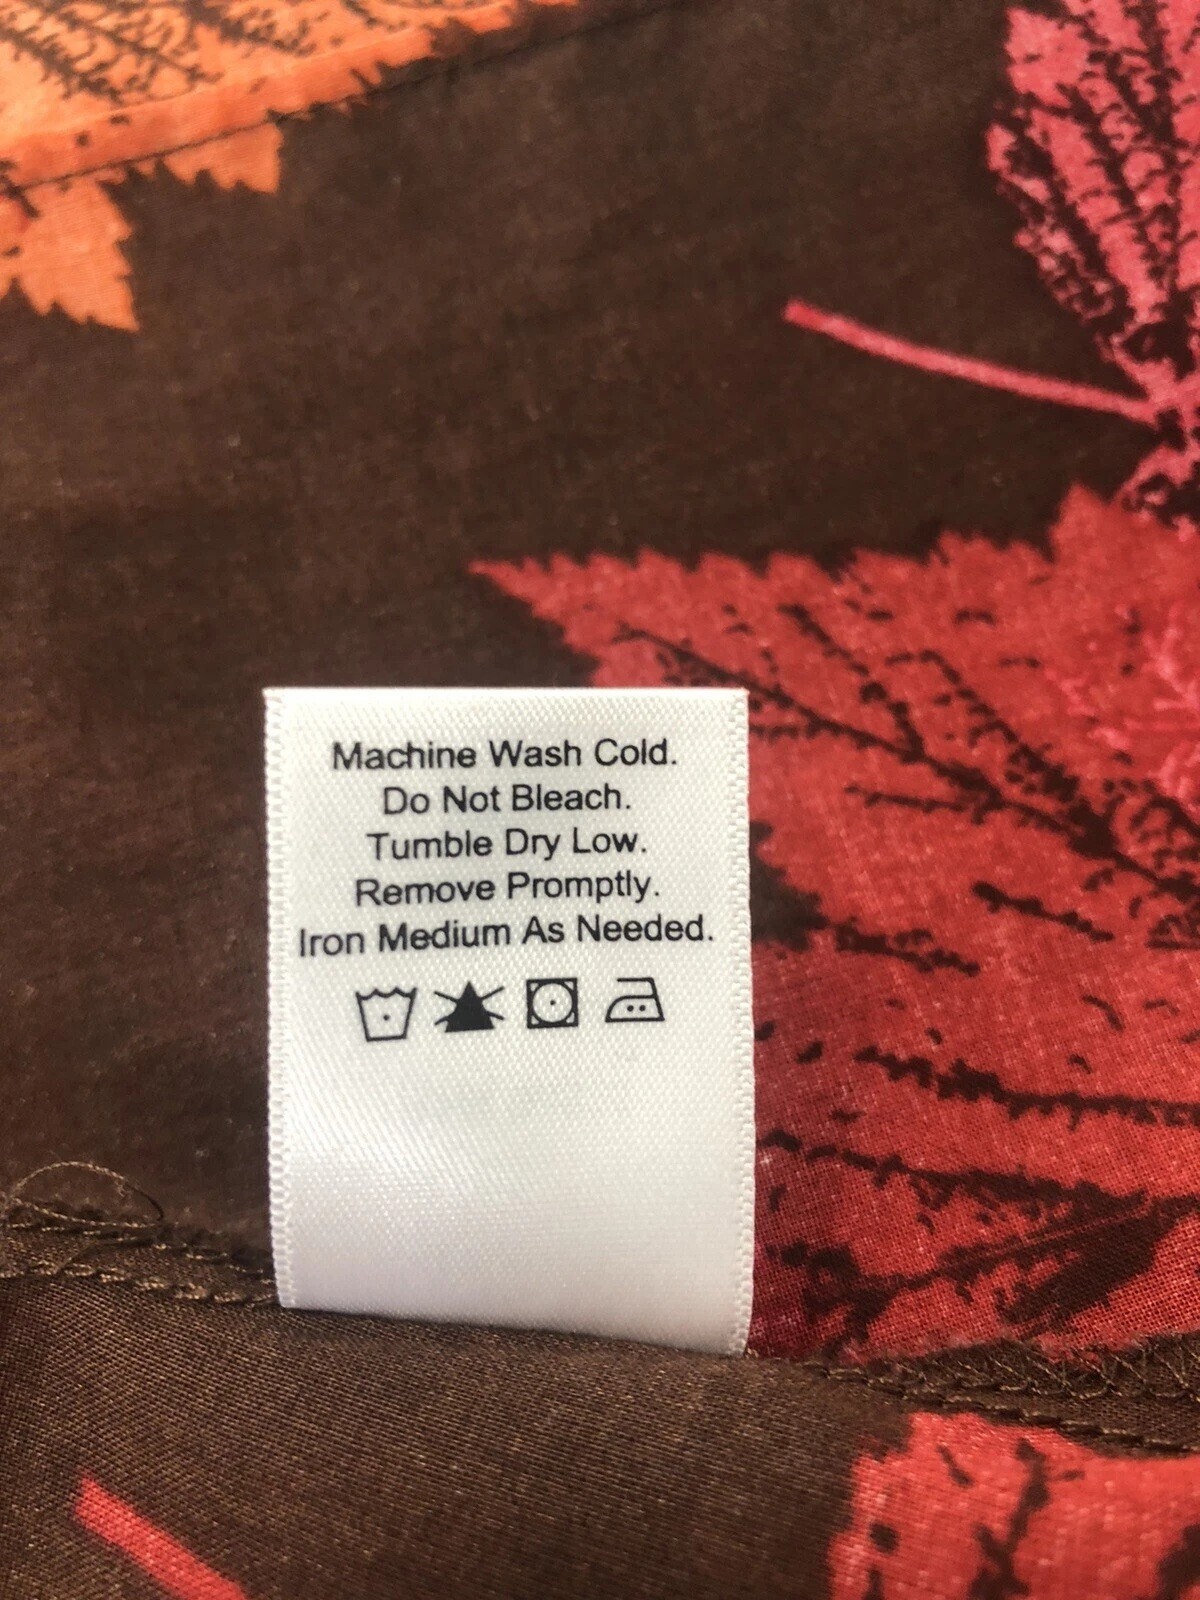 Machine Wash Cold.
Do Not Bleach.
Tumble Dry Low.
Remove Promptly.
Iron Medium As Needed.